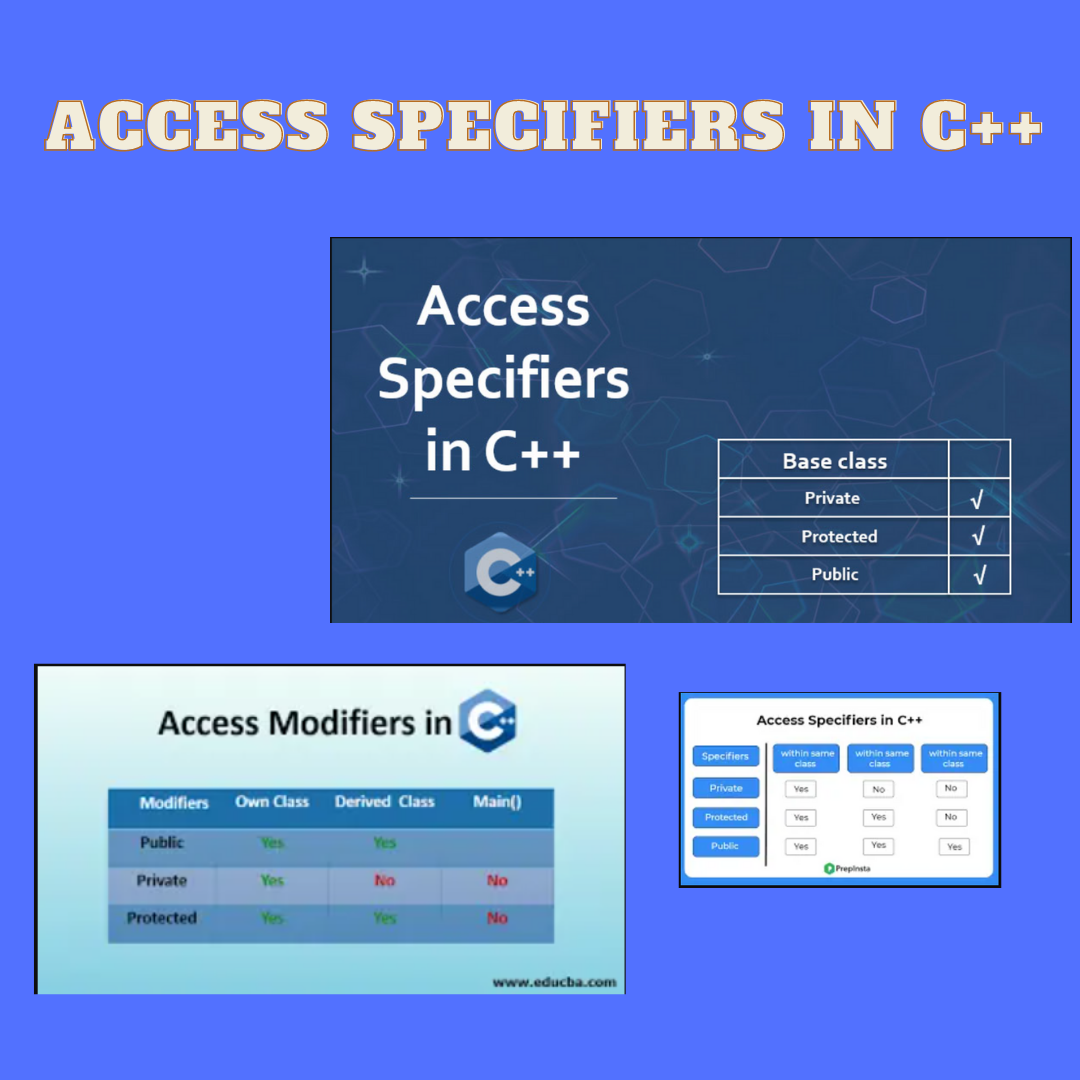 ACCESS SPECIFIERS IN C++
Access
Specifiers
in C++
C++
Base class
Private √
Protected √
Public √
Access Modifiers in C++
Modifiers Own Class Derived Class Main()
Public Yes Yes
Private Yes No No
Protected Yes Yes No
www.educba.com
Access Specifiers in C++
Specifiers within same class within same class within same class
Private Yes No No
Protected Yes Yes No
Public Yes Yes Yes
PrepInsta